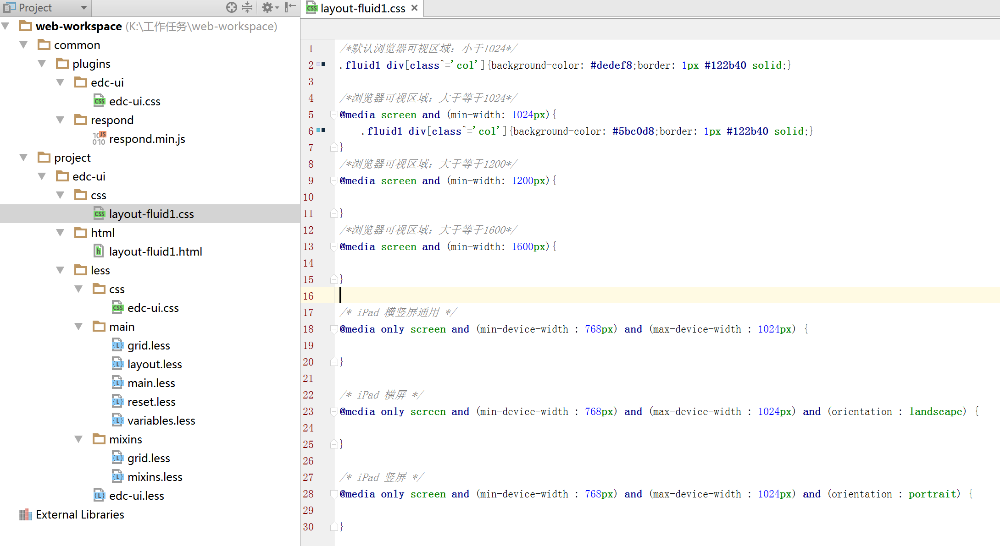 Project
web-workspace (K:\工作任务\web-workspace)
common
plugins
edc-ui
edc-ui.css
respond
respond.min.js
project
edc-ui
css
layout-fluid1.css
html
layout-fluid1.html
less
css
edc-ui.css
main
grid.less
layout.less
main.less
reset.less
variables.less
mixins
grid.less
mixins.less
edc-ui.less
External Libraries
layout-fluid1.css
1 /*默认浏览器可视区域：小于1024*/
2 .fluid1 div[class^='col']{background-color: #dedef8;border: 1px #122b40 solid;}
3
4 /*浏览器可视区域：大于等于1024*/
5 @media screen and (min-width: 1024px){
6 .fluid1 div[class^='col']{background-color: #5bc0d8;border: 1px #122b40 solid;}
7 }
8 /*浏览器可视区域：大于等于1200*/
9 @media screen and (min-width: 1200px){
10
11 }
12 /*浏览器可视区域：大于等于1600*/
13 @media screen and (min-width: 1600px){
14
15 }
16
17 /* iPad 横竖屏通用 */
18 @media only screen and (min-device-width : 768px) and (max-device-width : 1024px) {
19
20 }
21
22 /* iPad 横屏 */
23 @media only screen and (min-device-width : 768px) and (max-device-width : 1024px) and (orientation : landscape) {
24
25 }
26
27 /* iPad 竖屏 */
28 @media only screen and (min-device-width : 768px) and (max-device-width : 1024px) and (orientation : portrait) {
29
30 }